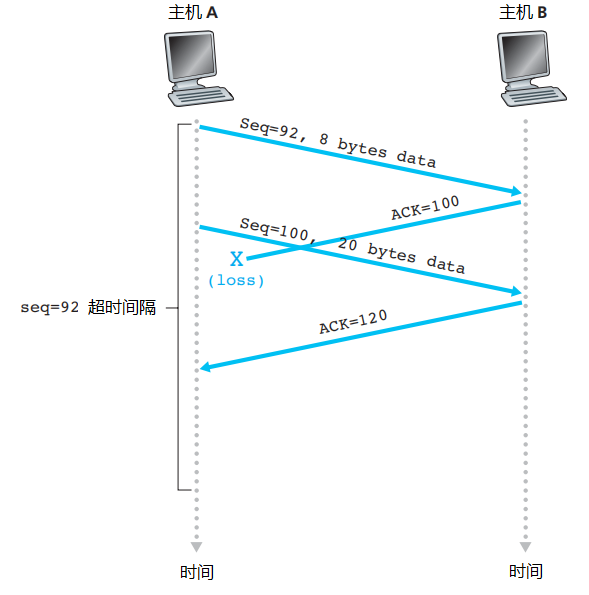 主机 A
主机 B
Seq=92, 8 bytes data
ACK=100
Seq=100, 20 bytes data
X
(loss)
seq=92 超时间隔
ACK=120
时间
时间